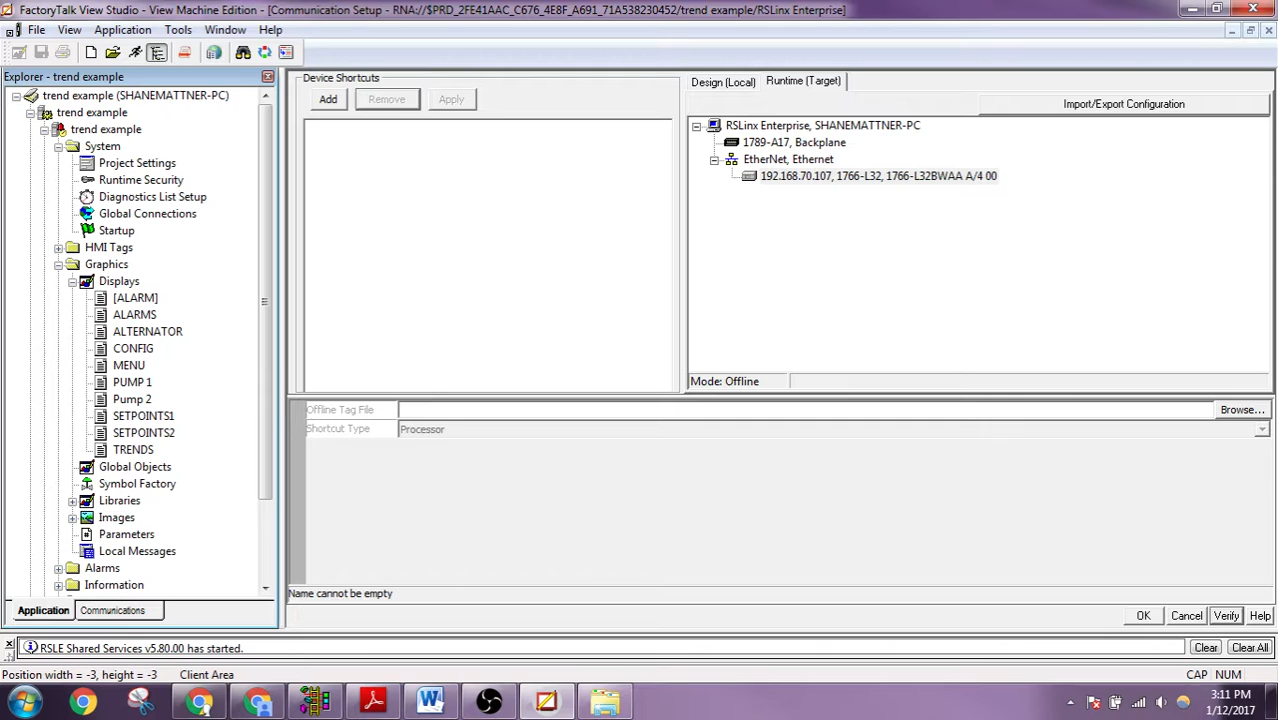 FactoryTalk View Studio - View Machine Edition - [Communication Setup - RNA://$PRD_2FE41AAC_C676_4E8F_A691_71A538230452/trend example/RSLinx Enterprise]
File View Application Tools Window Help
Explorer - trend example
trend example (SHANEMATTNER-PC)
trend example
trend example
System
Project Settings
Runtime Security
Diagnostics List Setup
Global Connections
Startup
HMI Tags
Graphics
Displays
[ALARM]
ALARMS
ALTERNATOR
CONFIG
MENU
PUMP 1
Pump 2
SETPOINTS1
SETPOINTS2
TRENDS
Global Objects
Symbol Factory
Libraries
Images
Parameters
Local Messages
Alarms
Information
Application Communications
Device Shortcuts
Add Remove Apply
Design (Local) Runtime (Target)
Import/Export Configuration
RSLinx Enterprise, SHANEMATTNER-PC
1789-A17, Backplane
EtherNet, Ethernet
192.168.70.107, 1766-L32, 1766-L32BWAA A/4 00
Mode: Offline
Offline Tag File Browse...
Shortcut Type Processor
Name cannot be empty
OK Cancel Verify Help
RSLE Shared Services v5.80.00 has started. Clear Clear All
Position width = -3, height = -3 Client Area CAP NUM
3:11 PM
1/12/2017